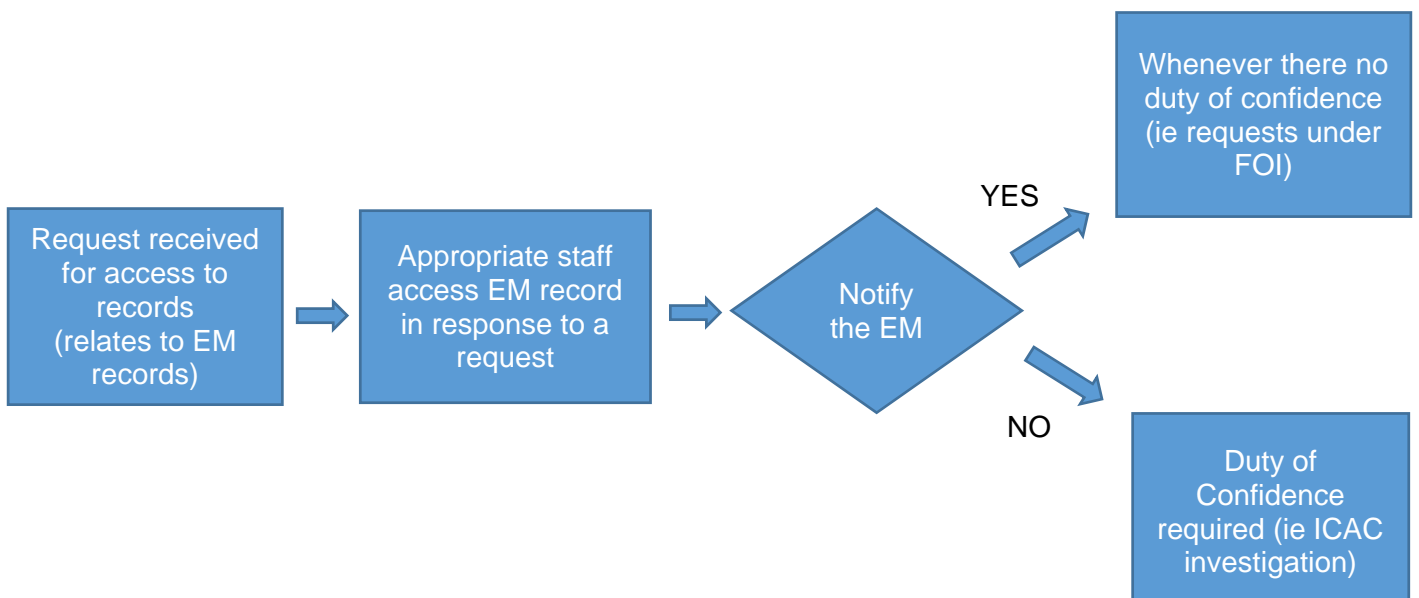 Request received
for access to
records
(relates to EM
records)
Appropriate staff
access EM record
in response to a
request
Notify
the EM
YES
Whenever there no
duty of confidence
(ie requests under
FOI)
NO
Duty of
Confidence
required (ie ICAC
investigation)